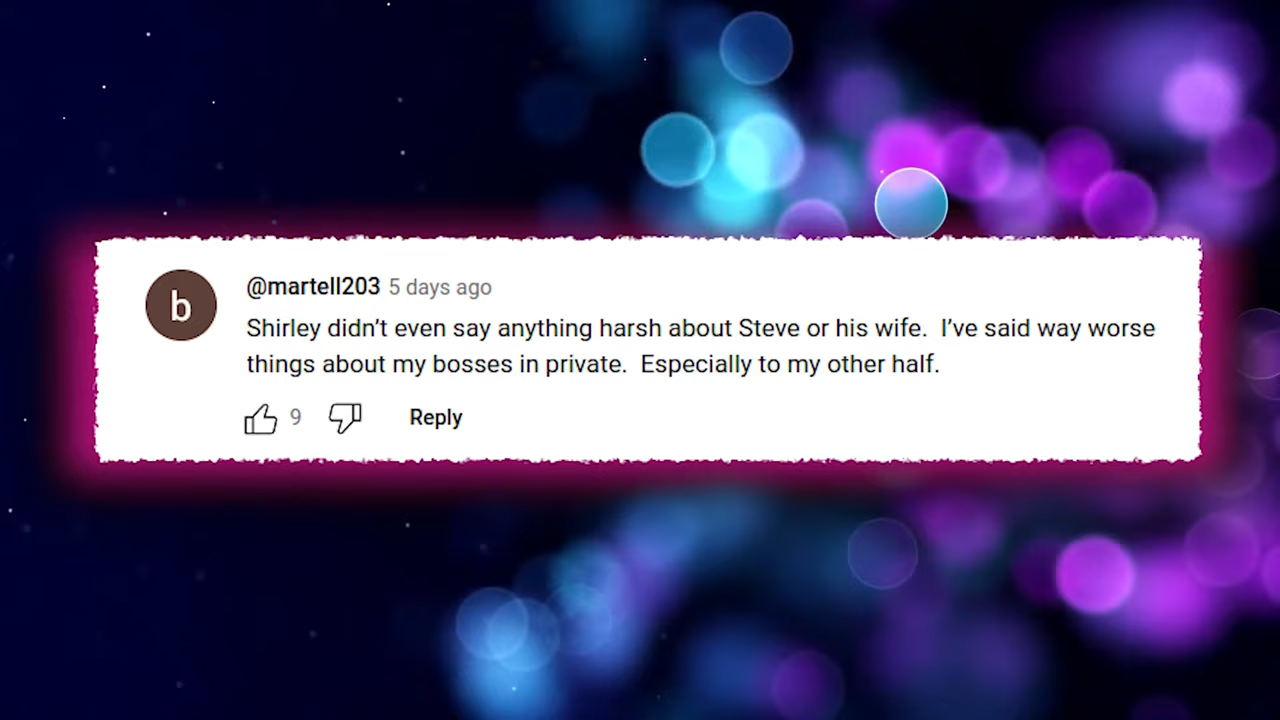 b
@martell203 5 days ago
Shirley didn’t even say anything harsh about Steve or his wife.  I’ve said way worse
things about my bosses in private.  Especially to my other half.
9
Reply